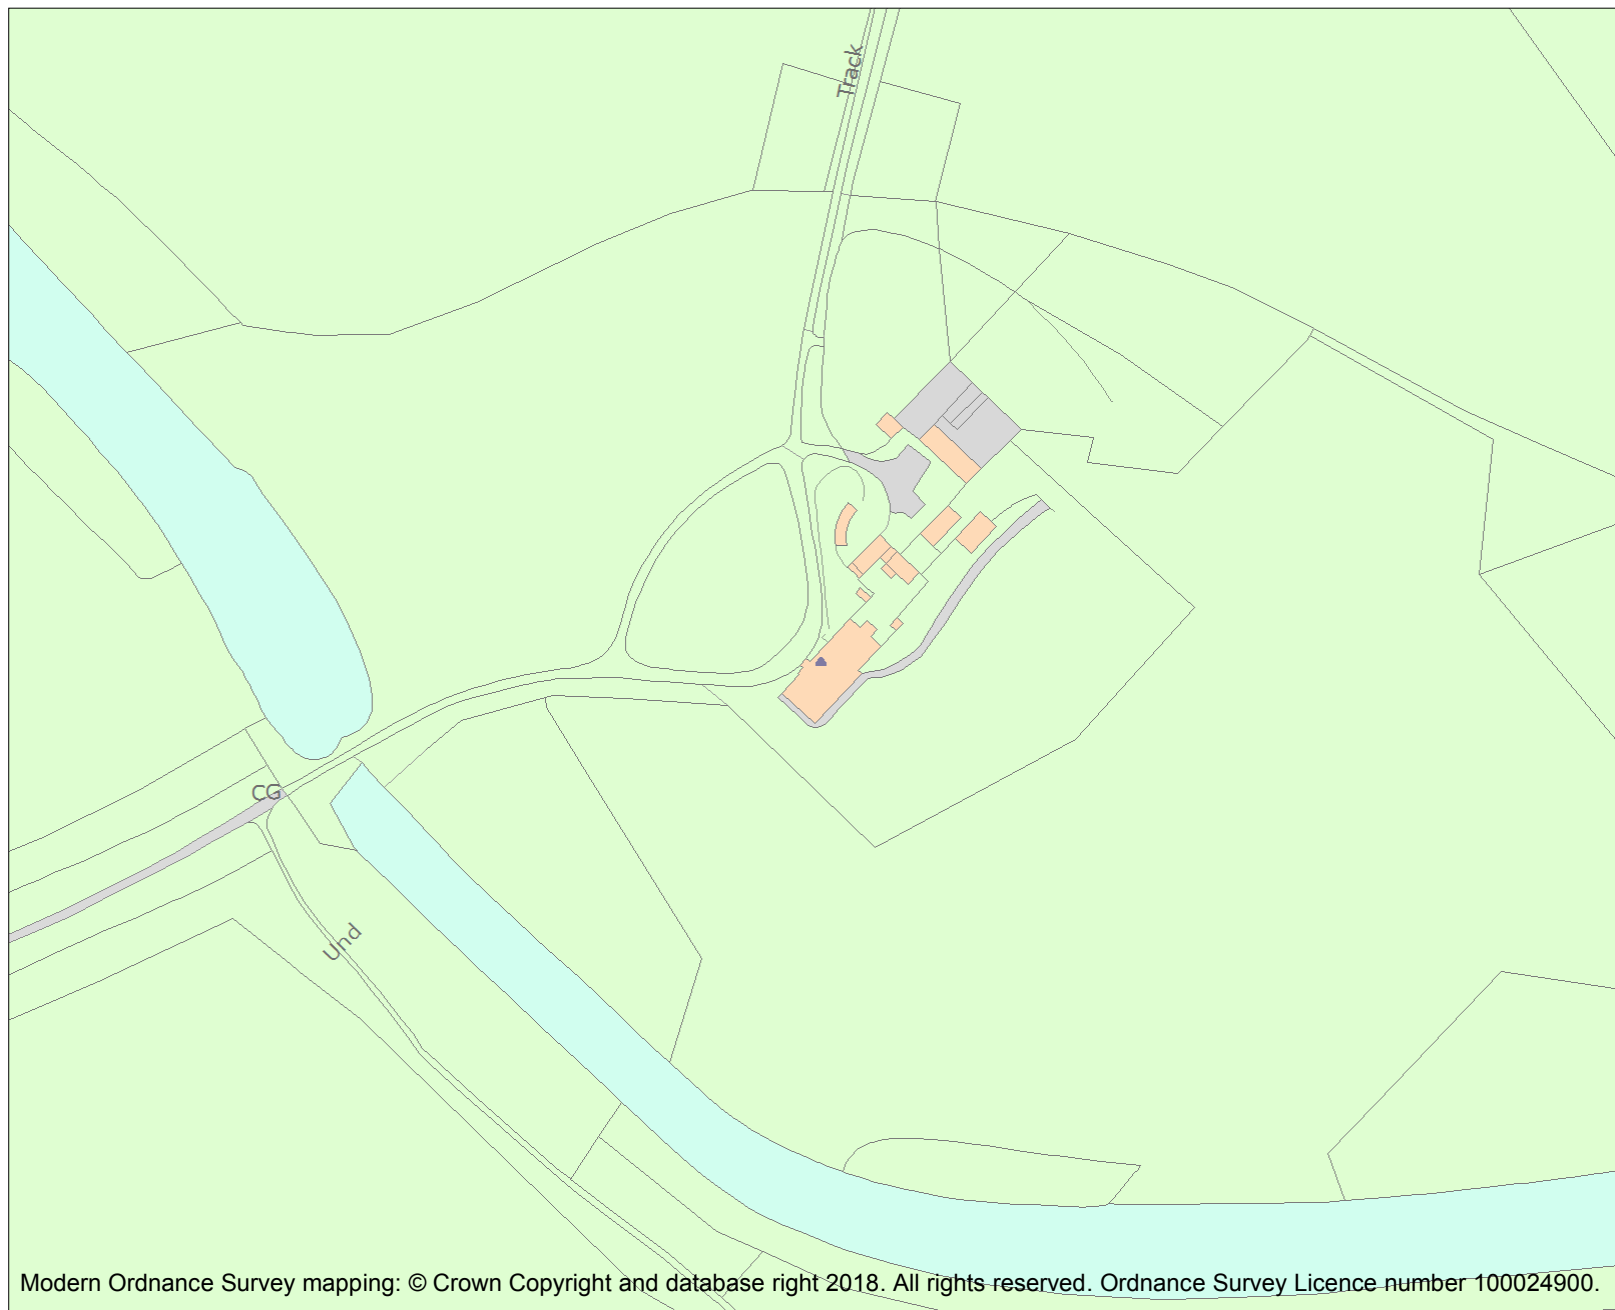 Track
CG
Und
Modern Ordnance Survey mapping: © Crown Copyright and database right 2018. All rights reserved. Ordnance Survey Licence number 100024900.